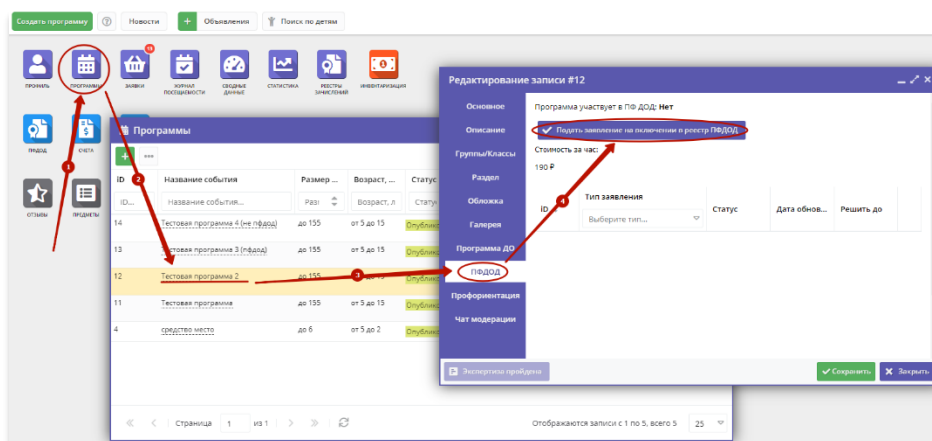 Создать программу
?
Новости
+ Объявления
Поиск по детям
ПРОФИЛЬ
ПРОГРАММЫ
ЗАЯВКИ
ЖУРНАЛ ПОСЕЩАЕМОСТИ
СВОДНЫЕ ДАННЫЕ
СТАТИСТИКА
РЕЕСТРЫ ЗАЧИСЛЕНИЙ
ИНВЕНТАРИЗАЦИЯ
ПФДОД
СЧЕТА
ОТЗЫВЫ
ПРЕДМЕТЫ
1
2
3
4
Программы
+ ...
ID Название события Размер ... Возраст, ... Статус
ID... Название события... Разм Возраст, л Статус
14 Тестовая программа 4 (не пфдод) до 155 от 5 до 15
13 Тестовая программа 3 (пфдод) до 155 от 5 до 15
12 Тестовая программа 2 до 155
11 Тестовая программа до 155 от 5 до 15
4 средство место до 6 от 5 до 2
Страница 1 из 1
Отображаются записи с 1 по 5, всего 5 25
Редактирование записи #12
Основное
Описание
Группы/Классы
Раздел
Обложка
Галерея
Программа ДО
ПФДОД
Профориентация
Чат модерации
Программа участвует в ПФ ДОД: Нет
Подать заявление на включении в реестр ПФДОД
Стоимость за час:
190 ₽
ID Тип заявления Статус Дата обнов... Решить до
Выберите тип...
Экспертиза пройдена
Сохранить
Закрыть